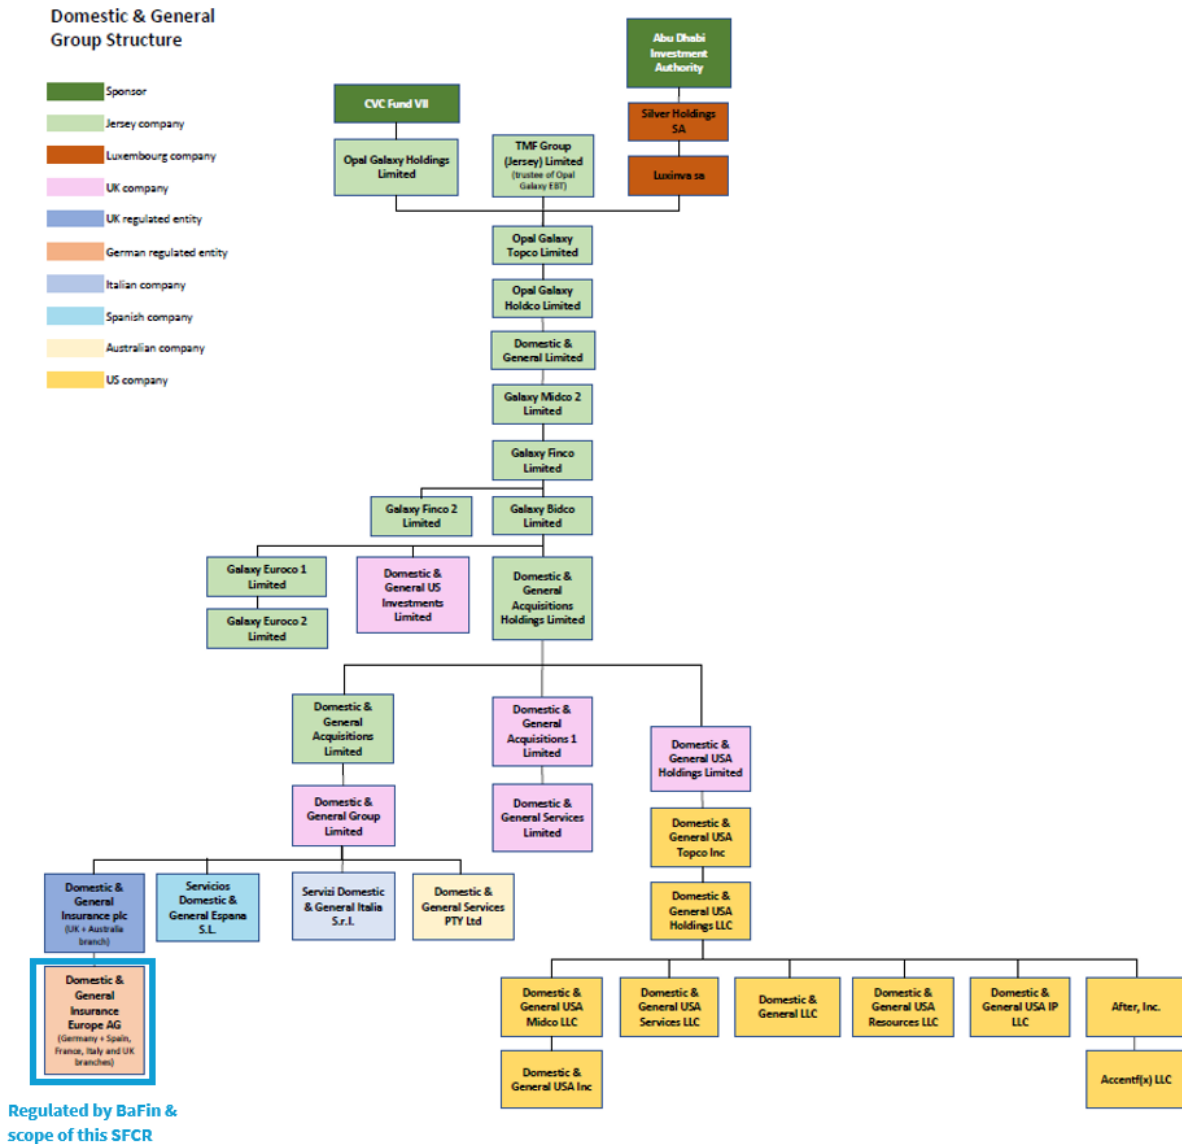 Domestic & General
Group Structure
Sponsor
Jersey company
Luxembourg company
UK company
UK regulated entity
German regulated entity
Italian company
Spanish company
Australian company
US company
Abu Dhabi
Investment
Authority
CVC Fund VII
Silver Holdings
SA
Opal Galaxy Holdings
Limited
TMF Group
(Jersey) Limited
(trustee of Opal
Galaxy EBT)
Luxinva sa
Opal Galaxy
Topco Limited
Opal Galaxy
Holdco Limited
Domestic &
General Limited
Galaxy Midco 2
Limited
Galaxy Finco
Limited
Galaxy Finco 2
Limited
Galaxy Bidco
Limited
Galaxy Euroco 1
Limited
Domestic &
General US
Investments
Limited
Domestic &
General
Acquisitions
Holdings Limited
Galaxy Euroco 2
Limited
Domestic &
General
Acquisitions
Limited
Domestic &
General
Acquisitions 1
Limited
Domestic &
General USA
Holdings Limited
Domestic &
General Group
Limited
Domestic &
General Services
Limited
Domestic &
General USA
Topco Inc
Domestic &
General
Insurance plc
(UK + Australia
branch)
Servicios
Domestic &
General Espana
S.L.
Servizi Domestic
& General Italia
S.r.l.
Domestic &
General Services
PTY Ltd
Domestic &
General USA
Holdings LLC
Domestic &
General
Insurance
Europe AG
(Germany + Spain,
France, Italy and UK
branches)
Domestic &
General USA
Midco LLC
Domestic &
General USA
Services LLC
Domestic &
General LLC
Domestic &
General USA
Resources LLC
Domestic &
General USA IP
LLC
After, Inc.
Domestic &
General USA Inc
Accentf(x) LLC
Regulated by BaFin &
scope of this SFCR